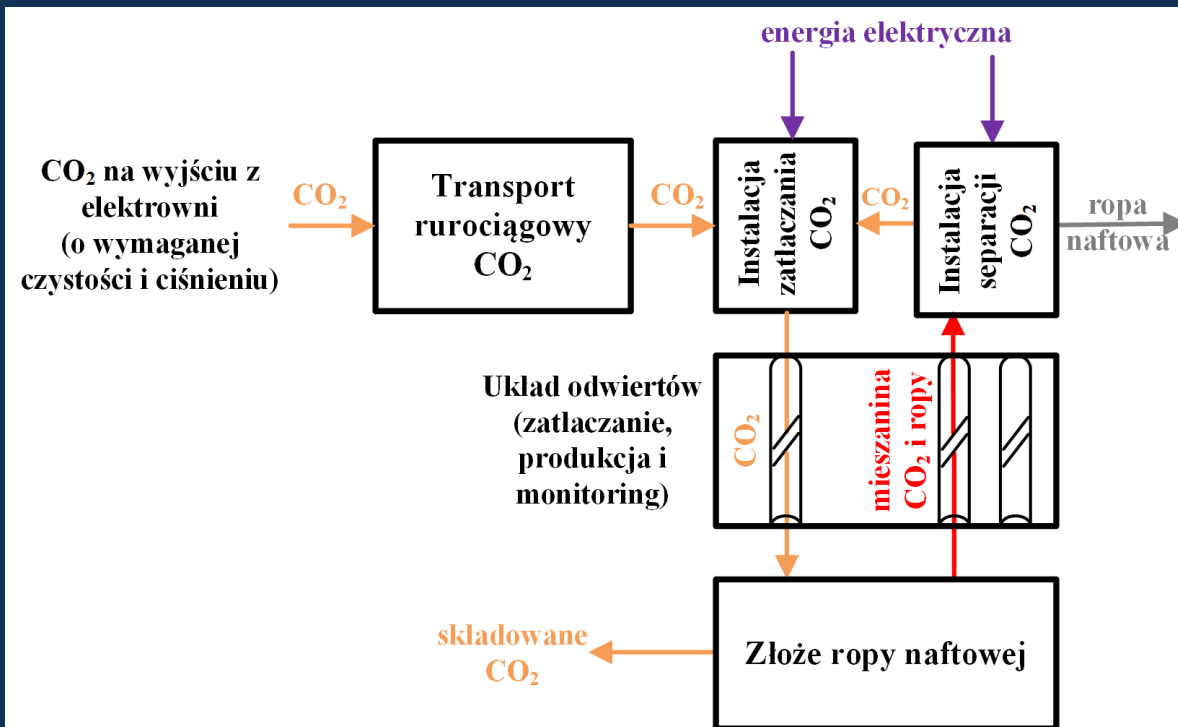 energia elektryczna
CO₂ na wyjściu z
elektrowni
(o wymaganej
czystości i ciśnieniu)
CO₂
Transport
rurociągowy
CO₂
CO₂
Instalacja
zatłaczania
CO₂
CO₂
Instalacja
separacji
CO₂
ropa
naftowa
Układ odwiertów
(zatłaczanie,
produkcja i
monitoring)
CO₂
mieszanina
CO₂ i ropy
składowane
CO₂
Złoże ropy naftowej